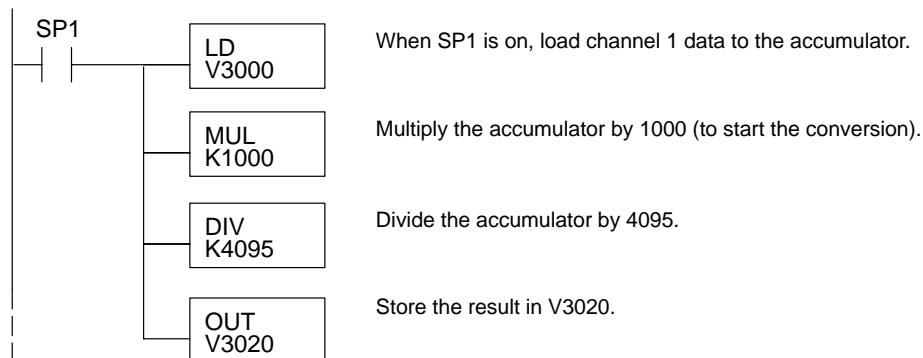 SP1
LD
V3000
When SP1 is on, load channel 1 data to the accumulator.
MUL
K1000
Multiply the accumulator by 1000 (to start the conversion).
DIV
K4095
Divide the accumulator by 4095.
OUT
V3020
Store the result in V3020.